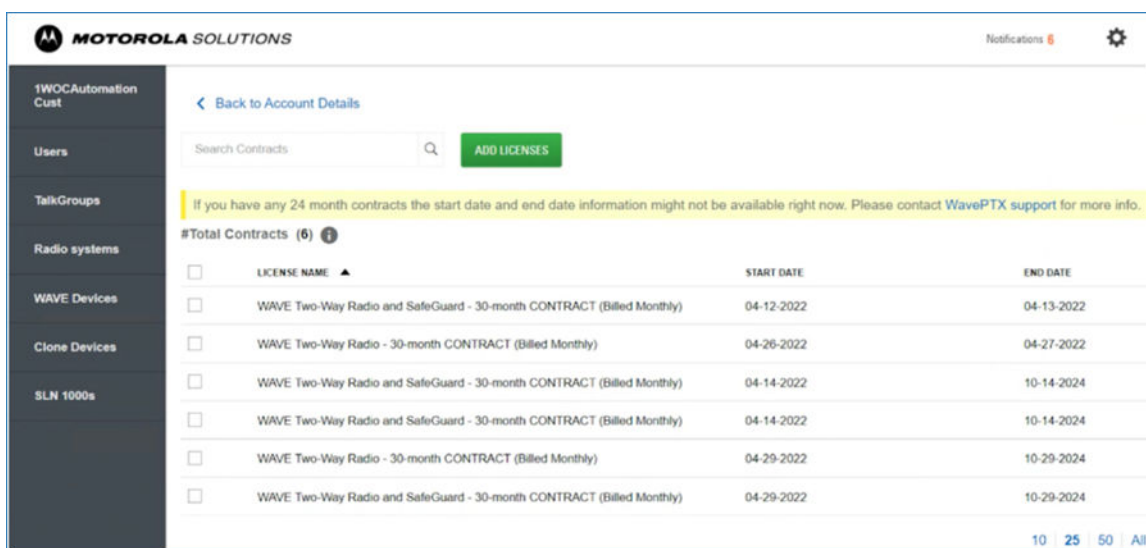 MOTOROLA SOLUTIONS
Notifications 6
1WOCAutomation
Cust
Users
TalkGroups
Radio systems
WAVE Devices
Clone Devices
SLN 1000s
Back to Account Details
Search Contracts
ADD LICENSES
If you have any 24 month contracts the start date and end date information might not be available right now. Please contact WavePTX support for more info.
#Total Contracts (6)
LICENSE NAME ▲ START DATE END DATE
WAVE Two-Way Radio and SafeGuard - 30-month CONTRACT (Billed Monthly) 04-12-2022 04-13-2022
WAVE Two-Way Radio - 30-month CONTRACT (Billed Monthly) 04-26-2022 04-27-2022
WAVE Two-Way Radio and SafeGuard - 30-month CONTRACT (Billed Monthly) 04-14-2022 10-14-2024
WAVE Two-Way Radio and SafeGuard - 30-month CONTRACT (Billed Monthly) 04-14-2022 10-14-2024
WAVE Two-Way Radio - 30-month CONTRACT (Billed Monthly) 04-29-2022 10-29-2024
WAVE Two-Way Radio and SafeGuard - 30-month CONTRACT (Billed Monthly) 04-29-2022 10-29-2024
10 25 50 All